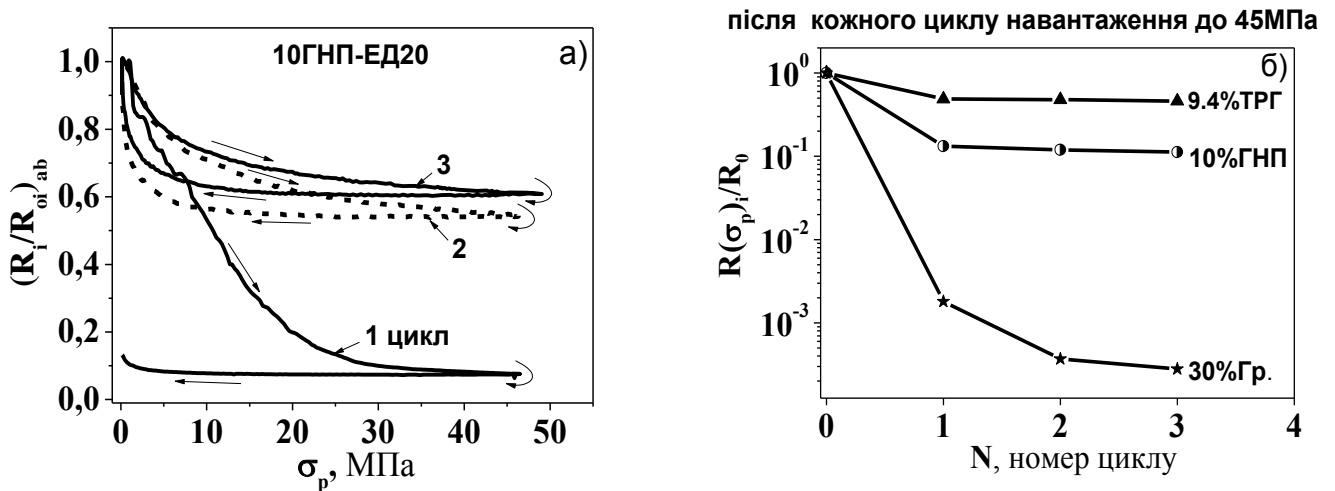 10ГНП-ЕД20
а)
1,0
0,8
0,6
0,4
0,2
0,0
(R_i/R_oi)_ab
3
2
1 цикл
0 10 20 30 40 50
σ_p, МПа
після кожного циклу навантаження до 45МПа
б)
10^0
10^-1
10^-2
10^-3
R(σ_p)_i/R_0
9.4%ТРГ
10%ГНП
30%Гр.
0 1 2 3 4
N, номер циклу